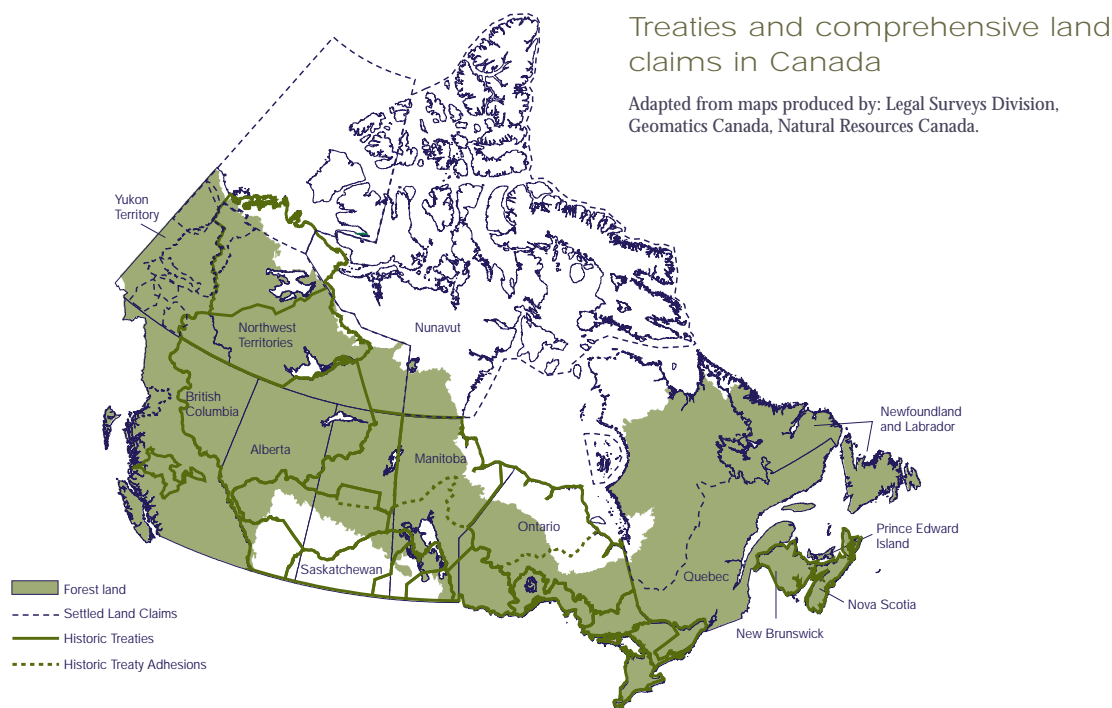 Treaties and comprehensive land
claims in Canada
Adapted from maps produced by: Legal Surveys Division,
Geomatics Canada, Natural Resources Canada.
Yukon
Territory
Northwest
Territories
Nunavut
British
Columbia
Alberta
Manitoba
Saskatchewan
Ontario
Quebec
Newfoundland
and Labrador
Prince Edward
Island
Nova Scotia
New Brunswick
Forest land
Settled Land Claims
Historic Treaties
Historic Treaty Adhesions